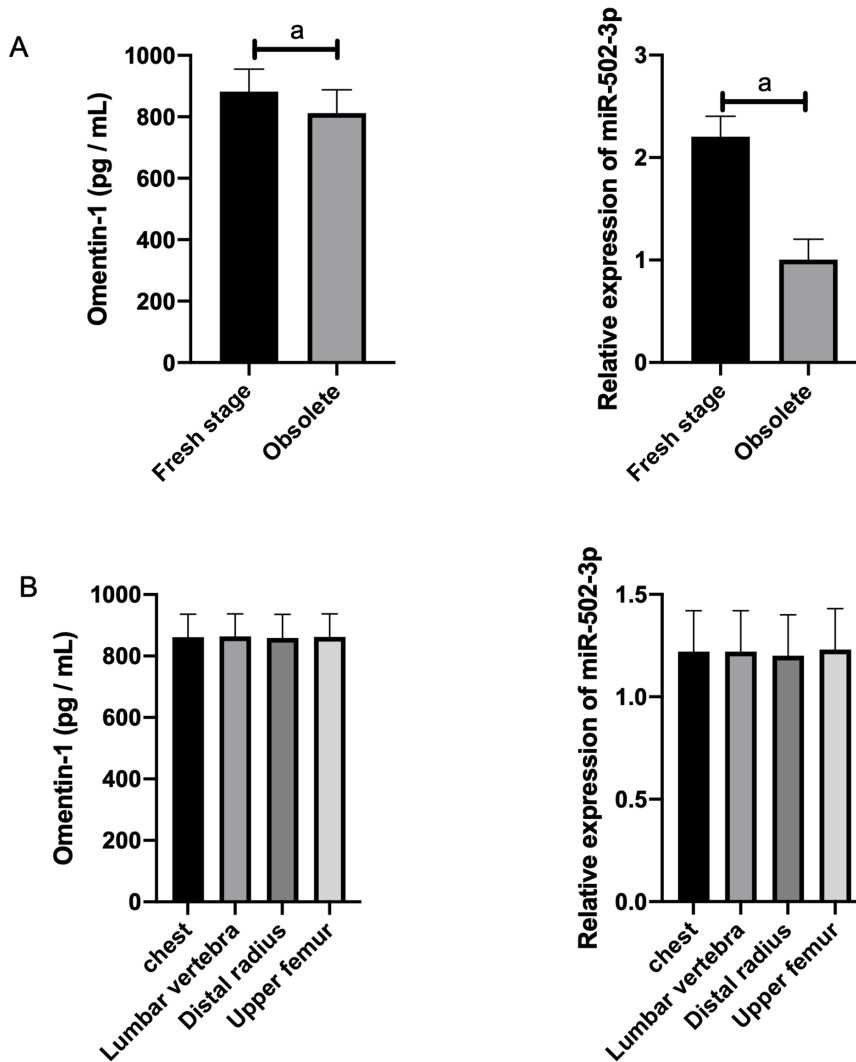 A
Omentin-1 (pg / mL)
1000
800
600
400
200
0
a
Fresh stage
Obsolete
Relative expression of miR-502-3p
3
2
1
0
a
Fresh stage
Obsolete
B
Omentin-1 (pg / mL)
1000
800
600
400
200
0
chest
Lumbar vertebra
Distal radius
Upper femur
Relative expression of miR-502-3p
1.5
1.0
0.5
0.0
chest
Lumbar vertebra
Distal radius
Upper femur